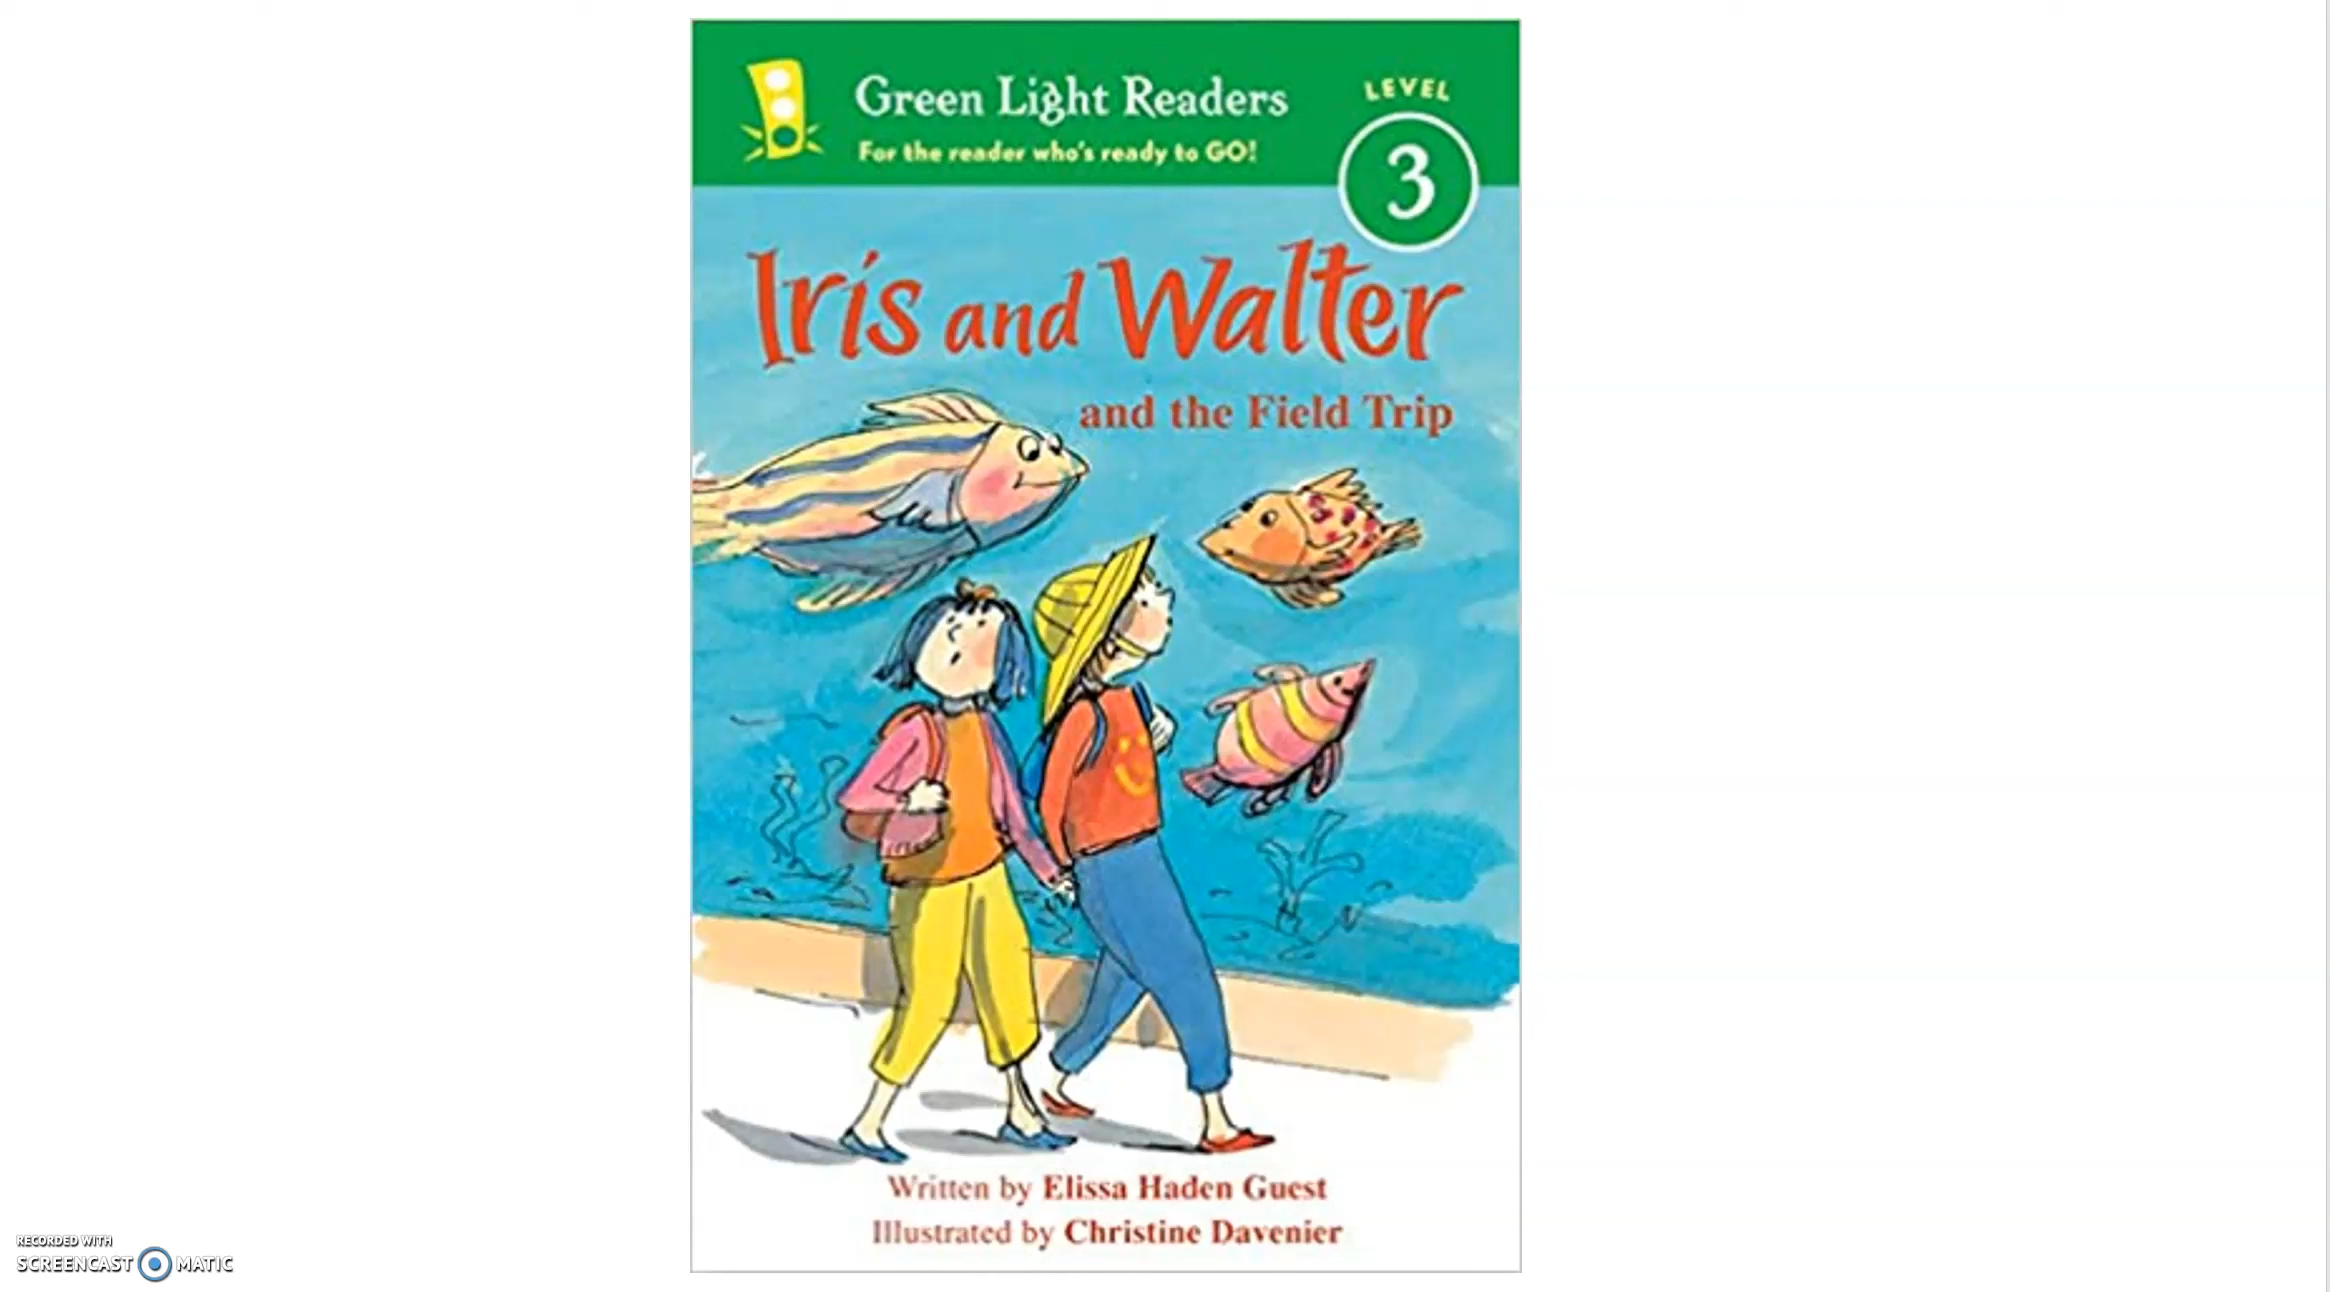 Green Light Readers
For the reader who's ready to GO!
LEVEL
3
Iris and Walter
and the Field Trip
Written by Elissa Haden Guest
Illustrated by Christine Davenier
RECORDED WITH
SCREENCAST MATIC